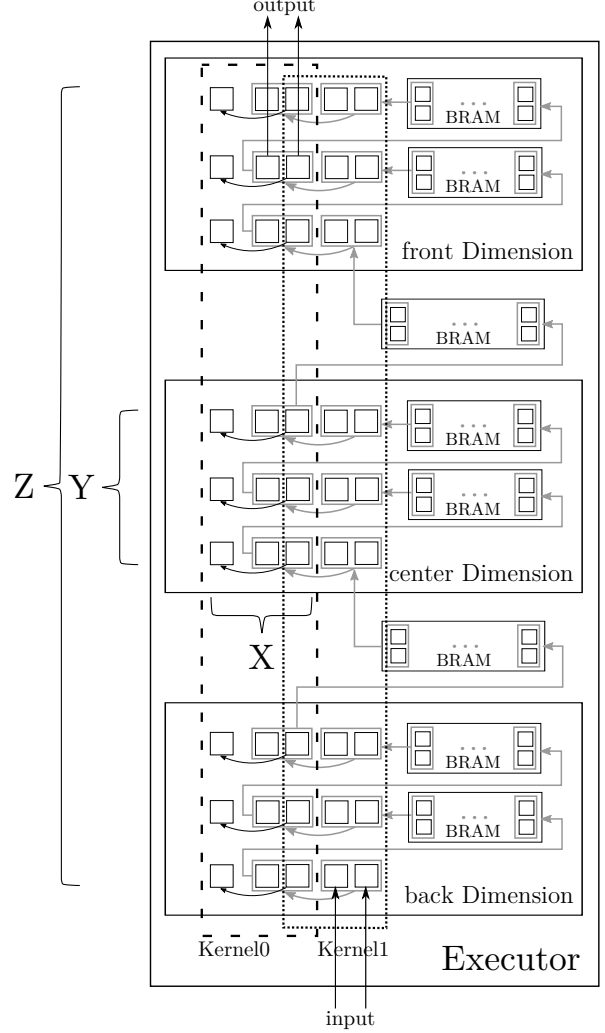 output
BRAM
BRAM
front Dimension
BRAM
BRAM
Z
Y
BRAM
center Dimension
X
BRAM
BRAM
BRAM
back Dimension
Kernel0
Kernel1
Executor
input